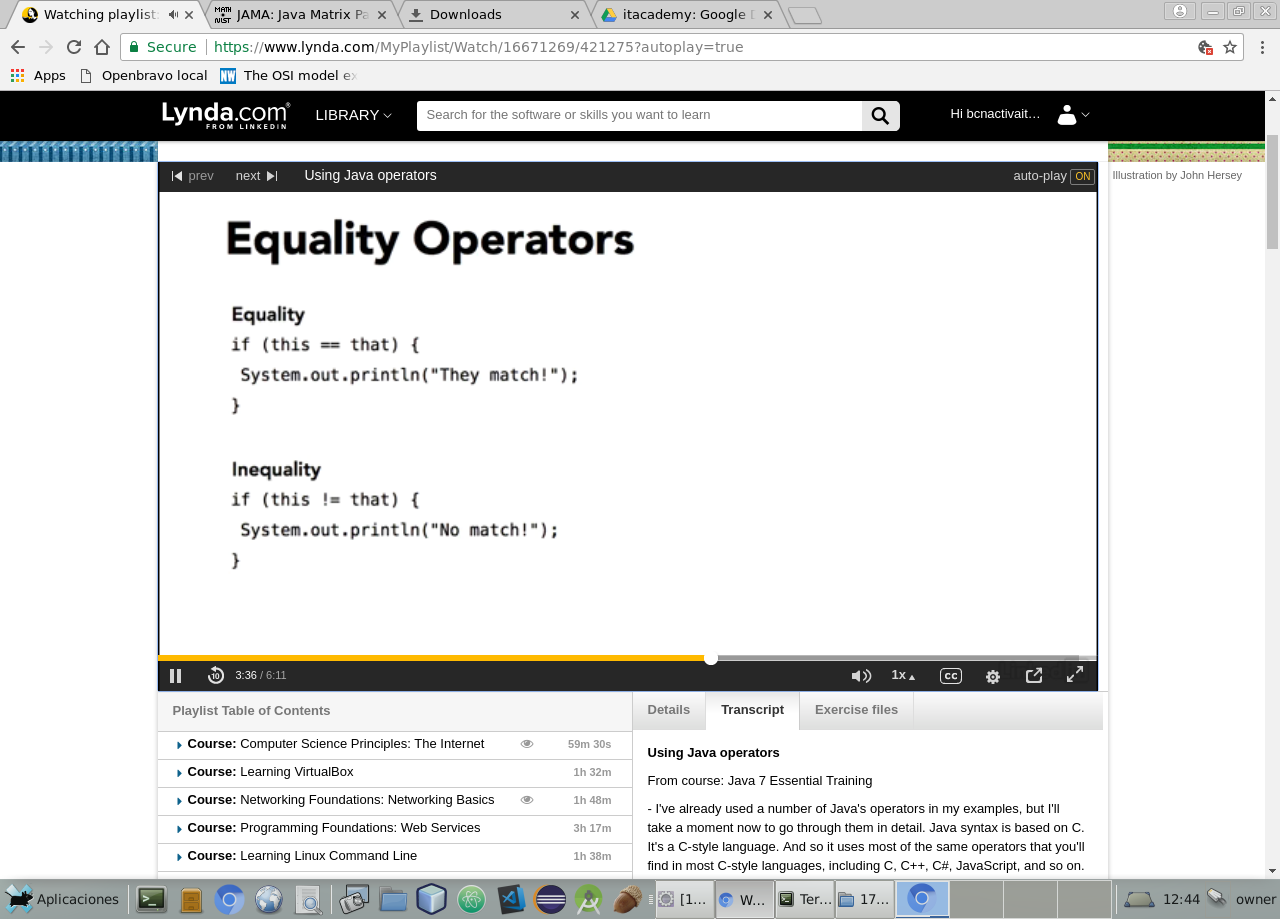 Watching playlist:
JAMA: Java Matrix Pa
Downloads
itacademy: Google D
Secure
https://www.lynda.com/MyPlaylist/Watch/16671269/421275?autoplay=true
Apps
Openbravo local
NW
The OSI model ex
Lynda.com
FROM LINKEDIN
LIBRARY
Search for the software or skills you want to learn
Hi bcnactivait...
prev
next
Using Java operators
auto-play ON
Illustration by John Hersey
Equality Operators
Equality
if (this == that) {
System.out.println("They match!");
}
Inequality
if (this != that) {
System.out.println("No match!");
}
10
3:36 / 6:11
1x
cc
Playlist Table of Contents
Course: Computer Science Principles: The Internet 59m 30s
Course: Learning VirtualBox 1h 32m
Course: Networking Foundations: Networking Basics 1h 48m
Course: Programming Foundations: Web Services 3h 17m
Course: Learning Linux Command Line 1h 38m
Details
Transcript
Exercise files
Using Java operators
From course: Java 7 Essential Training
- I've already used a number of Java's operators in my examples, but I'll
take a moment now to go through them in detail. Java syntax is based on C.
It's a C-style language. And so it uses most of the same operators that you'll
find in most C-style languages, including C, C++, C#, JavaScript, and so on.
Aplicaciones
[1...
W...
Ter...
17...
12:44
owner